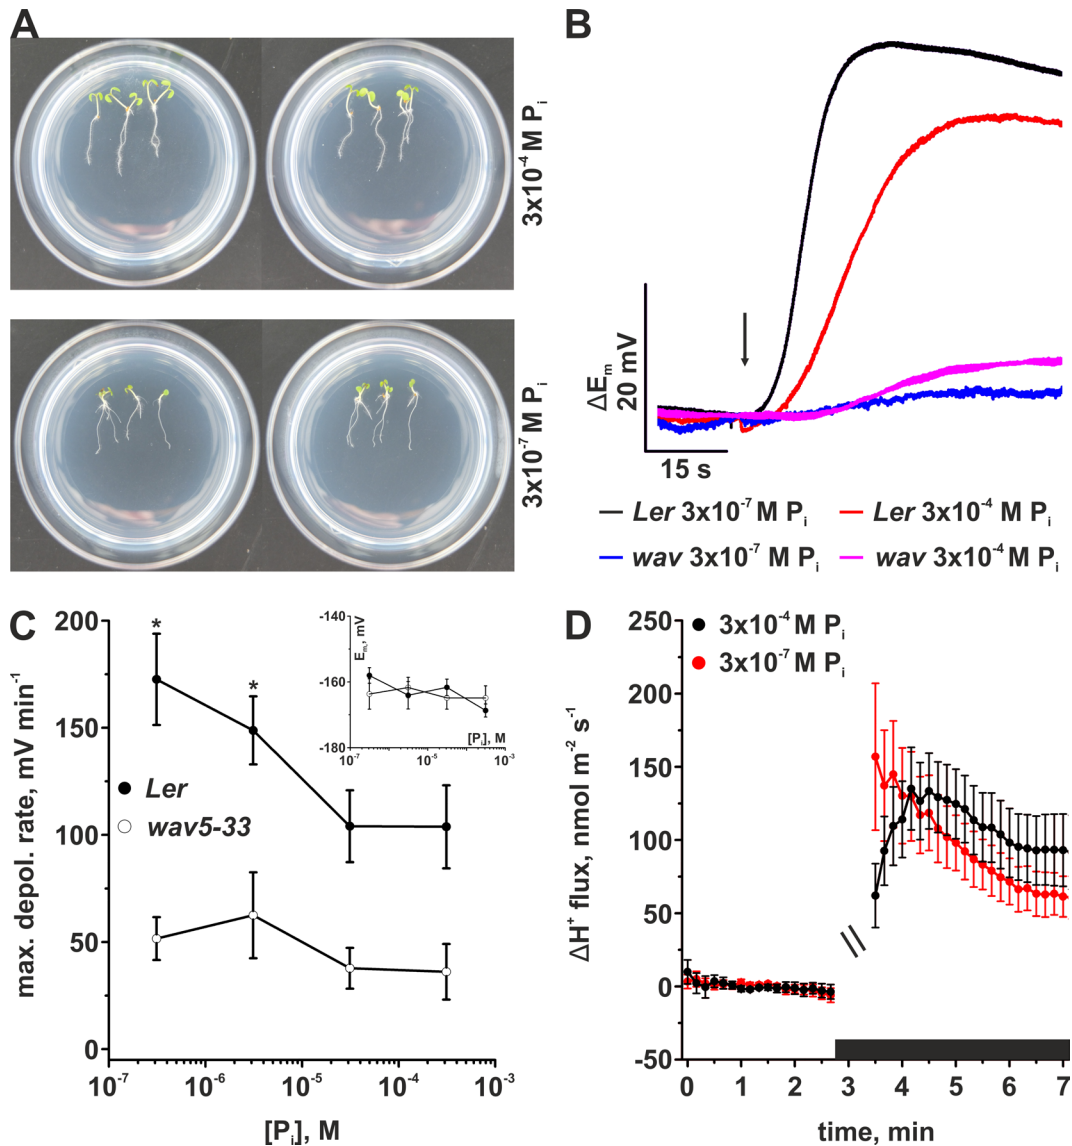 A
3x10⁻⁴ M Pᵢ
3x10⁻⁷ M Pᵢ
B
ΔEₘ
20 mV
15 s
Ler 3x10⁻⁷ M Pᵢ
Ler 3x10⁻⁴ M Pᵢ
wav 3x10⁻⁷ M Pᵢ
wav 3x10⁻⁴ M Pᵢ
C
max. depol. rate, mV min⁻¹
200
150
100
50
0
*
*
Ler
wav5-33
10⁻⁷
10⁻⁶
10⁻⁵
10⁻⁴
10⁻³
[Pᵢ], M
Eₘ, mV
-140
-160
-180
10⁻⁷
10⁻⁵
10⁻³
[Pᵢ], M
D
3x10⁻⁴ M Pᵢ
3x10⁻⁷ M Pᵢ
ΔH⁺ flux, nmol m⁻² s⁻¹
250
200
150
100
50
0
-50
//
0
1
2
3
4
5
6
7
time, min